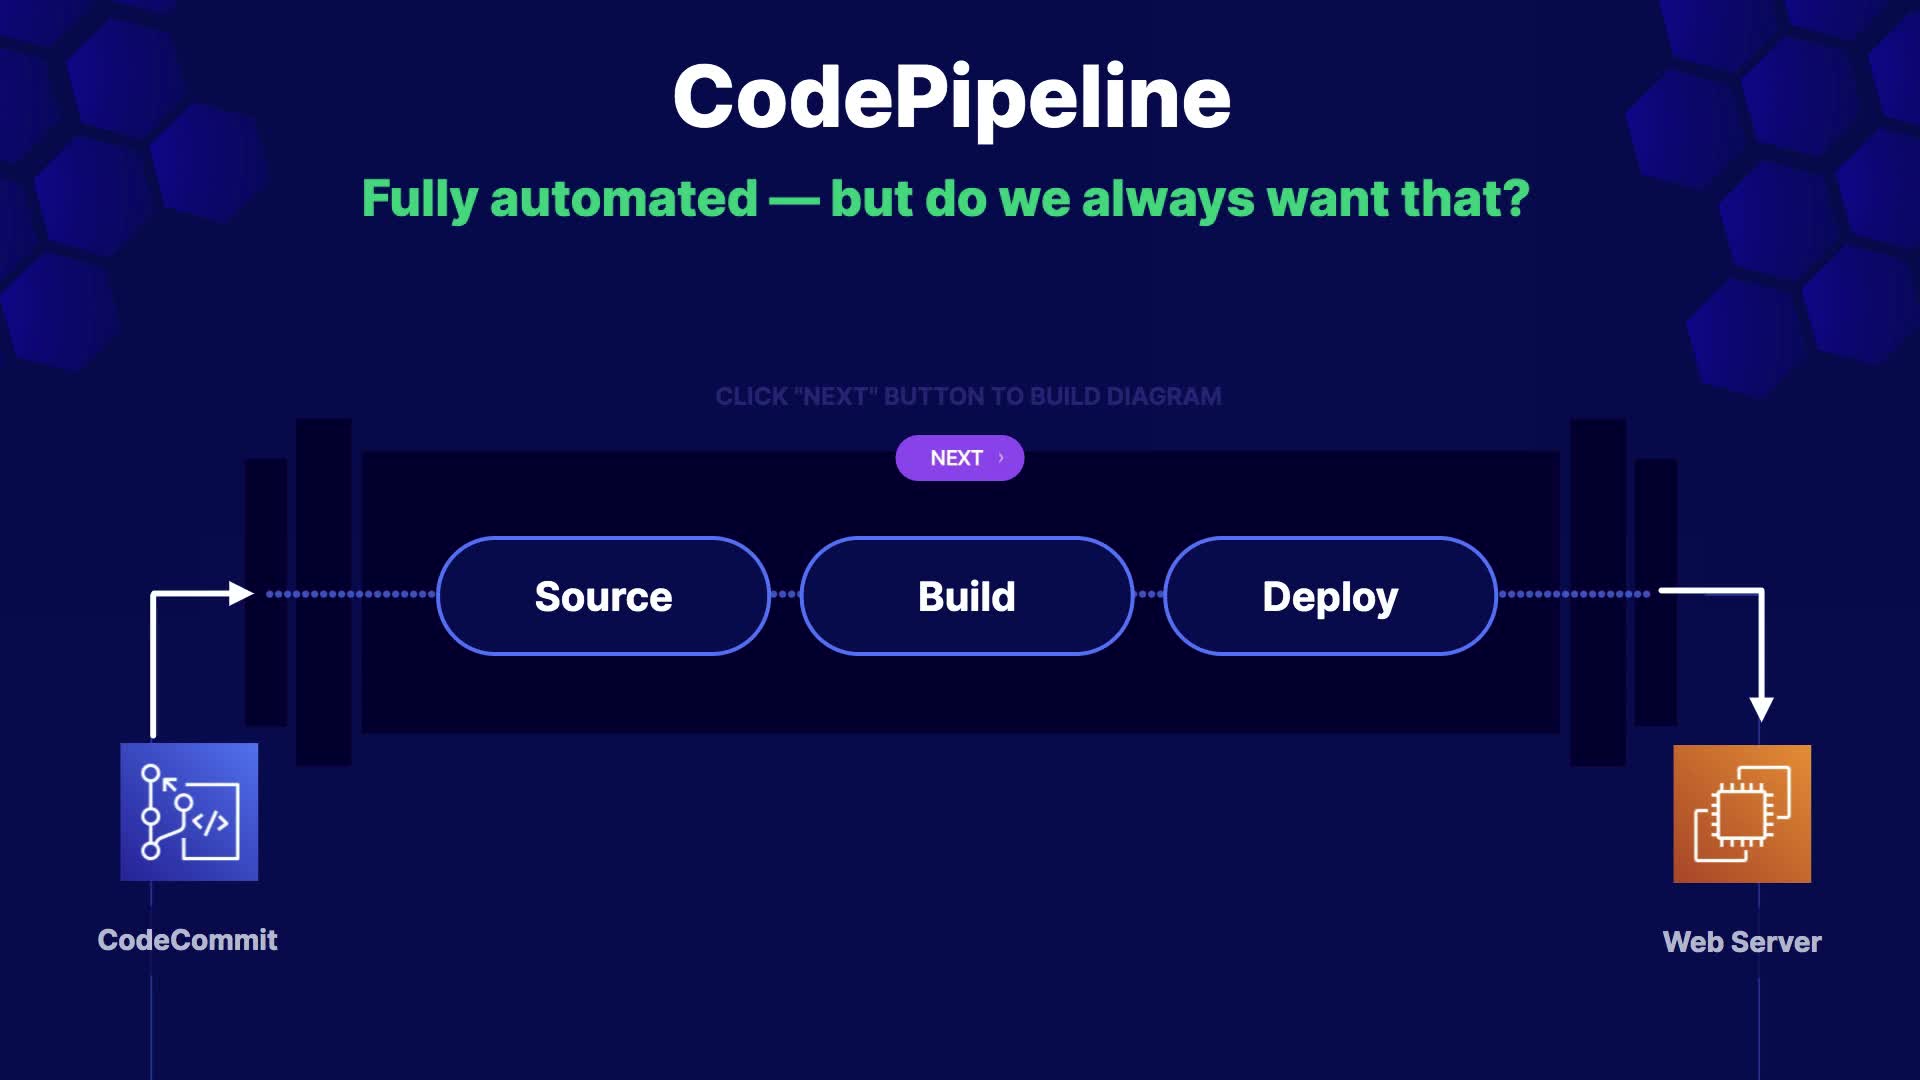 CodePipeline
Fully automated — but do we always want that?
CLICK "NEXT" BUTTON TO BUILD DIAGRAM
NEXT ›
Source
Build
Deploy
</>
CodeCommit
Web Server